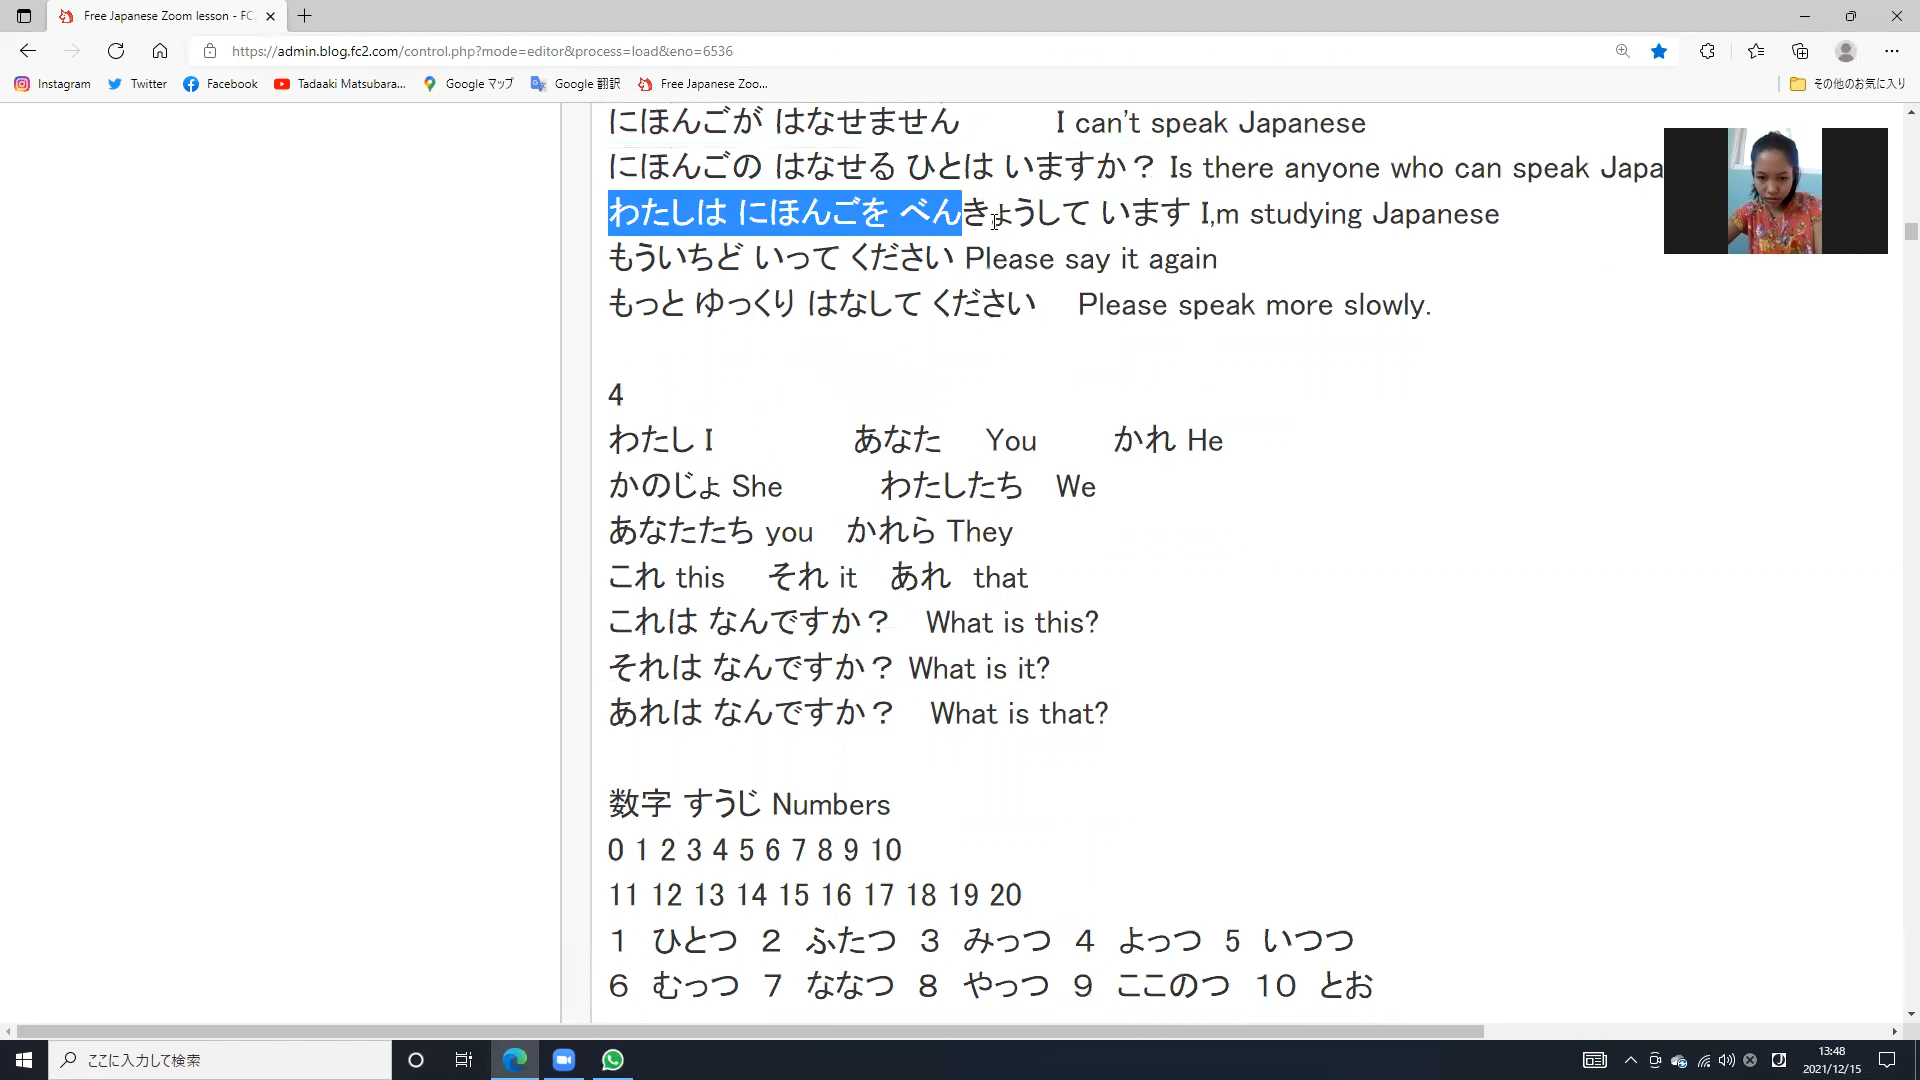 Free Japanese Zoom lesson - FC
https://admin.blog.fc2.com/control.php?mode=editor&process=load&eno=6536
Instagram Twitter Facebook Tadaaki Matsubara... Google マップ Google 翻訳 Free Japanese Zoo... その他のお気に入り
にほんごが はなせません I can't speak Japanese
にほんごの はなせる ひとは いますか？ Is there anyone who can speak Japa
わたしは にほんごを べんきょうして います I,m studying Japanese
もういちど いって ください Please say it again
もっと ゆっくり はなして ください Please speak more slowly.
4
わたし I あなた You かれ He
かのじょ She わたしたち We
あなたたち you かれら They
これ this それ it あれ that
これは なんですか？ What is this?
それは なんですか？ What is it?
あれは なんですか？ What is that?
数字 すうじ Numbers
0 1 2 3 4 5 6 7 8 9 10
11 12 13 14 15 16 17 18 19 20
１ ひとつ ２ ふたつ ３ みっつ ４ よっつ 5 いつつ
６ むっつ ７ ななつ ８ やっつ ９ ここのつ １０ とお
ここに入力して検索
13:48
2021/12/15